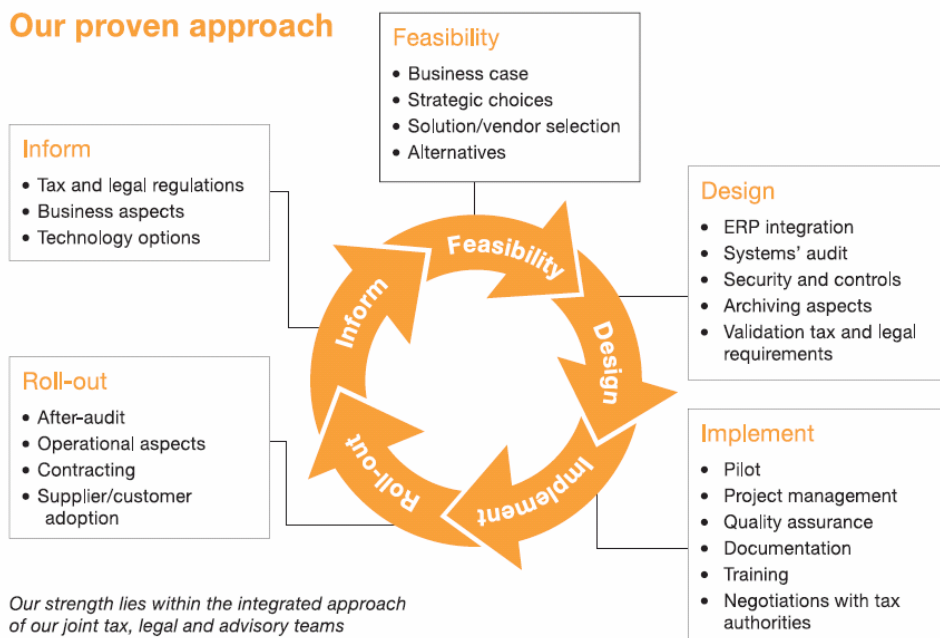 Our proven approach
Feasibility
• Business case
• Strategic choices
• Solution/vendor selection
• Alternatives
Inform
• Tax and legal regulations
• Business aspects
• Technology options
Design
• ERP integration
• Systems’ audit
• Security and controls
• Archiving aspects
• Validation tax and legal
requirements
Roll-out
• After-audit
• Operational aspects
• Contracting
• Supplier/customer
adoption
Implement
• Pilot
• Project management
• Quality assurance
• Documentation
• Training
• Negotiations with tax
authorities
Feasibility
Design
Implement
Roll-out
Inform
Our strength lies within the integrated approach
of our joint tax, legal and advisory teams